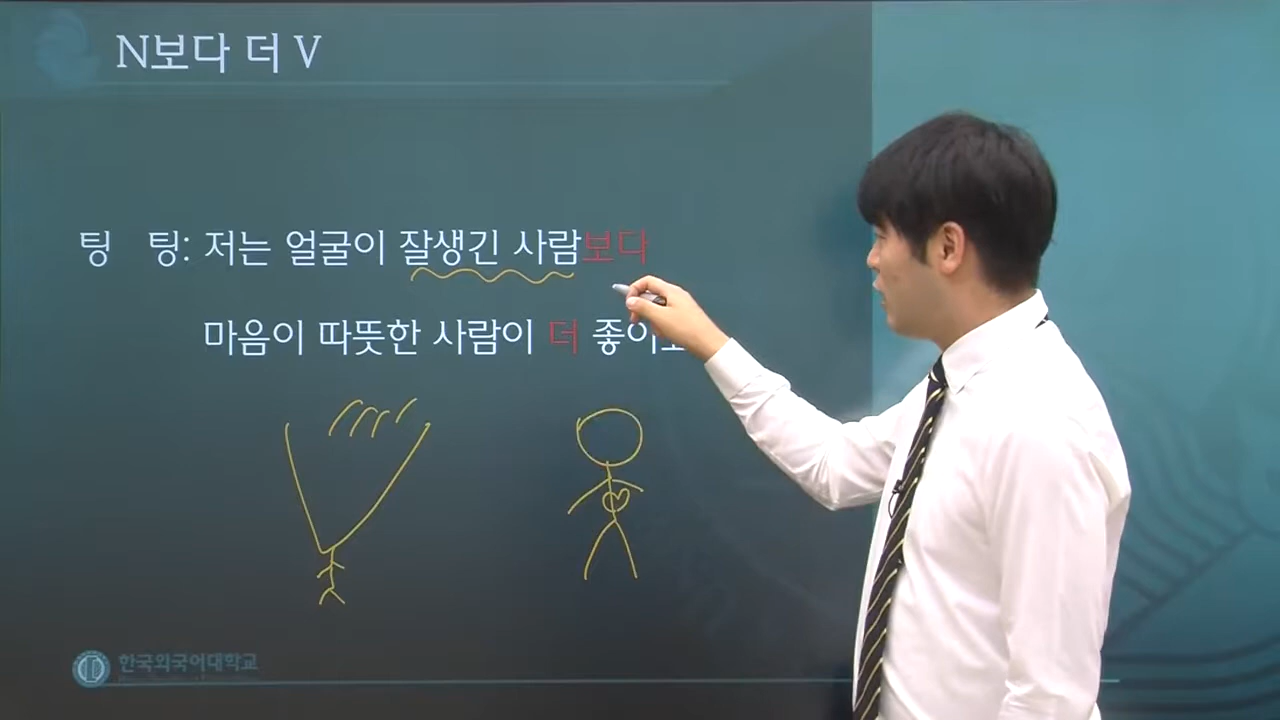 N보다 더 V
팅 팅: 저는 얼굴이 잘생긴 사람보다
마음이 따뜻한 사람이 더 좋아요
한국외국어대학교